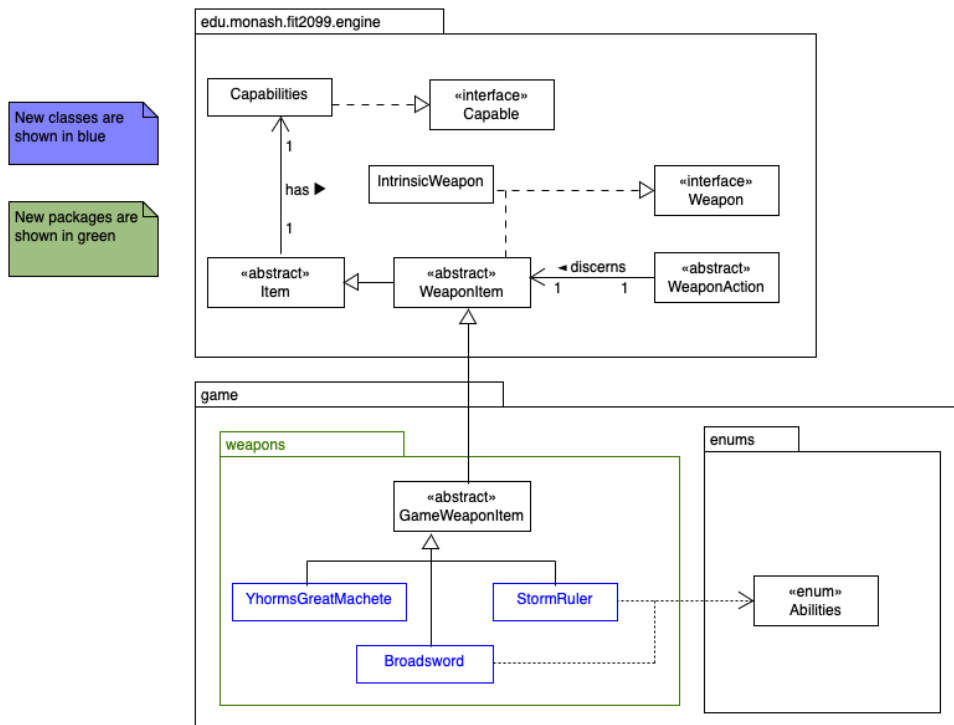 edu.monash.fit2099.engine
New classes are
shown in blue
New packages are
shown in green
Capabilities
«interface»
Capable
1
has ▶
1
IntrinsicWeapon
«interface»
Weapon
«abstract»
Item
«abstract»
WeaponItem
◄ discerns
1
1
«abstract»
WeaponAction
game
weapons
enums
«abstract»
GameWeaponItem
YhormsGreatMachete
StormRuler
Broadsword
«enum»
Abilities